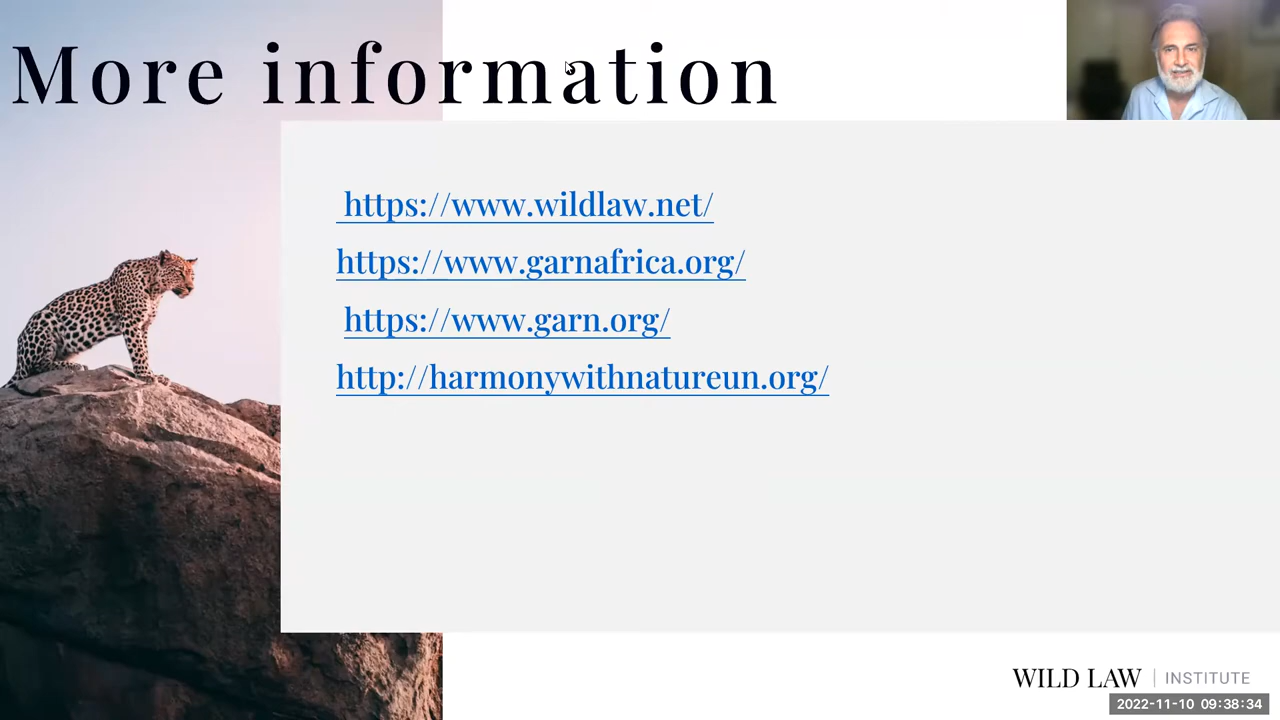 More information
https://www.wildlaw.net/
https://www.garnafrica.org/
https://www.garn.org/
http://harmonywithnatureun.org/
WILD LAW | INSTITUTE
2022-11-10 09:38:34